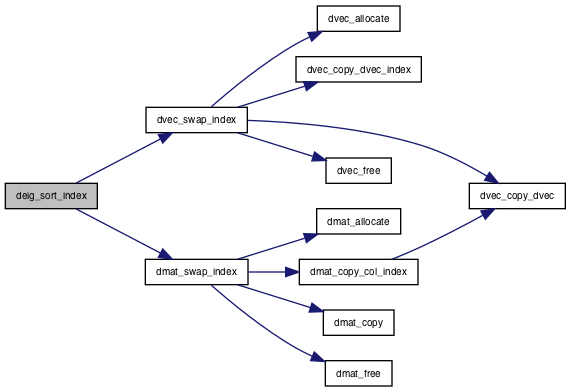 deig_sort_index
dvec_swap_index
dmat_swap_index
dvec_allocate
dvec_copy_dvec_index
dvec_free
dmat_allocate
dmat_copy_col_index
dmat_copy
dmat_free
dvec_copy_dvec